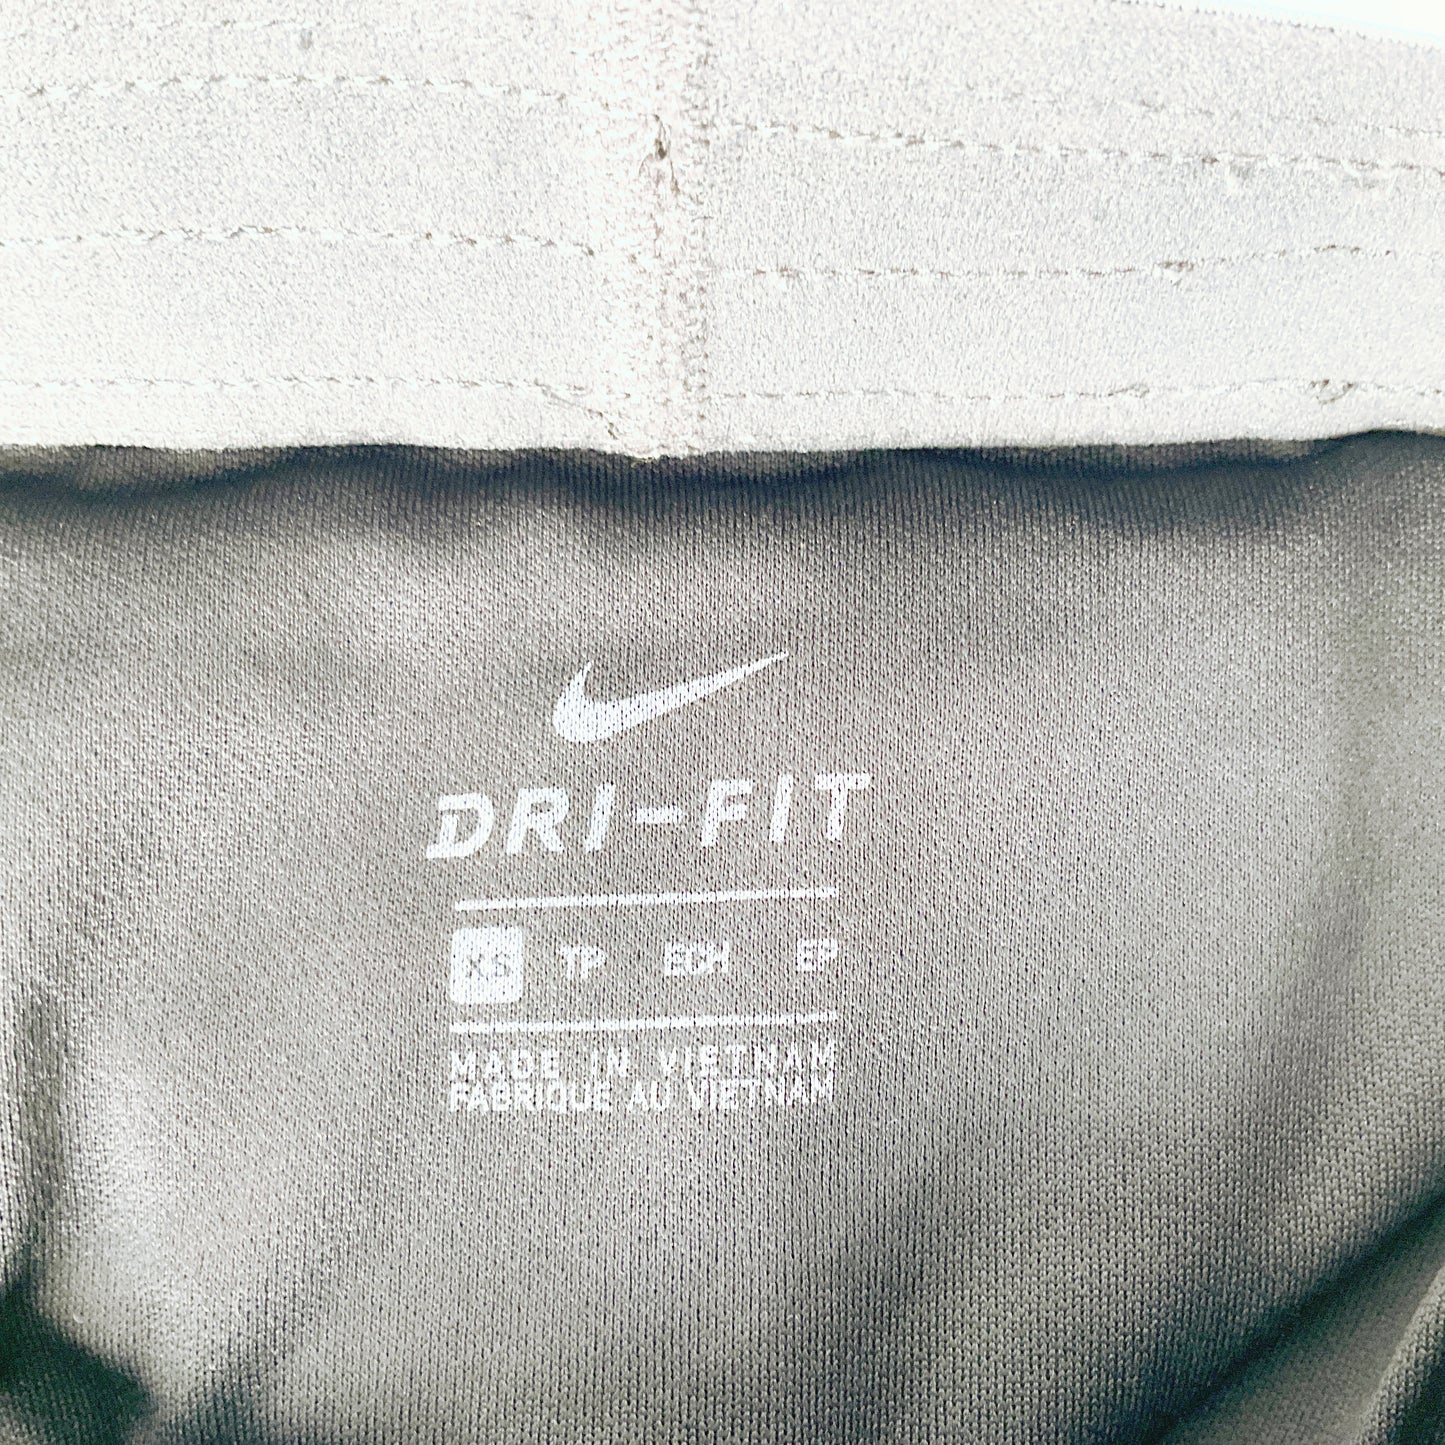 DRI-FIT
XS TP ECH EP
MADE IN VIETNAM
FABRIQUE AU VIETNAM